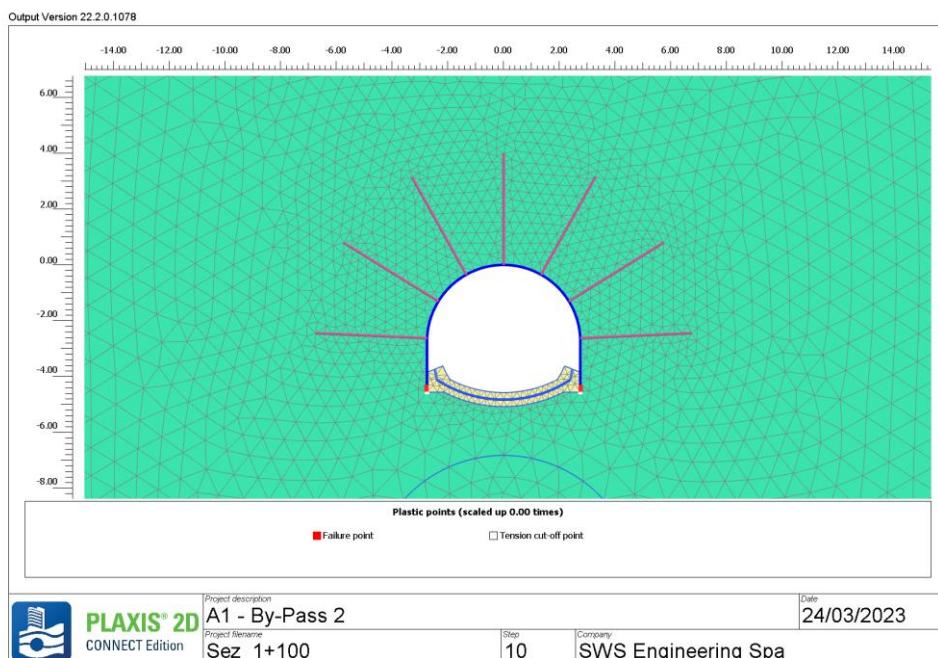 Output Version 22.2.0.1078
-14.00 -12.00 -10.00 -8.00 -6.00 -4.00 -2.00 0.00 2.00 4.00 6.00 8.00 10.00 12.00 14.00
6.00
4.00
2.00
0.00
-2.00
-4.00
-6.00
-8.00
Plastic points (scaled up 0.00 times)
Failure point Tension cut-off point
PLAXIS® 2D
CONNECT Edition
Project description
A1 - By-Pass 2
Date
24/03/2023
Project filename
Sez_1+100
Step
10
Company
SWS Engineering Spa